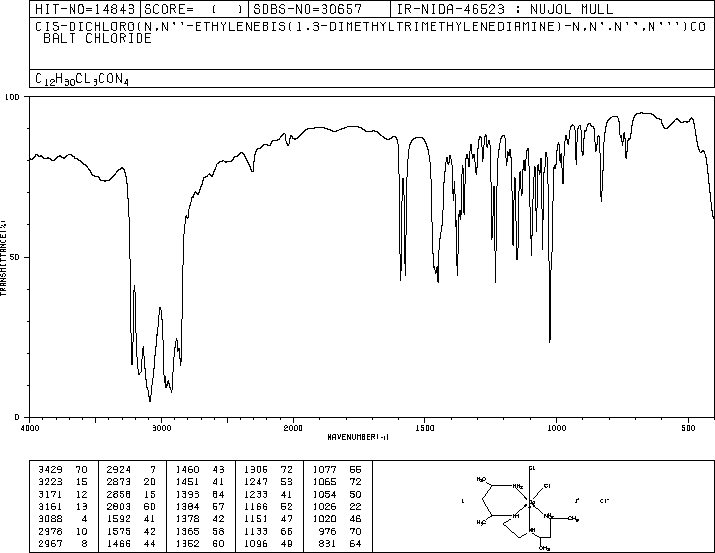 HIT-NO=14843 SCORE= ( ) SDBS-NO=30657 IR-NIDA-46523 : NUJOL MULL
CIS-DICHLORO(N,N''-ETHYLENEBIS(1,3-DIMETHYLTRIMETHYLENEDIAMINE)-N,N'.N'',N''')CO
BALT CHLORIDE
C12H30CL3CON4
100
50
0
TRANSMITTANCE(%)
4000 3000 2000 1500 1000 500
WAVENUMBER(-1)
3429 70 2924 7 1460 43 1306 72 1077 66
3223 15 2873 20 1451 41 1247 53 1065 72
3171 12 2858 15 1393 64 1233 41 1054 50
3161 13 2803 60 1384 67 1166 52 1026 22
3088 4 1592 41 1378 42 1151 47 1020 46
2978 10 1575 42 1365 58 1133 66 976 70
2967 8 1466 44 1352 60 1096 49 831 64